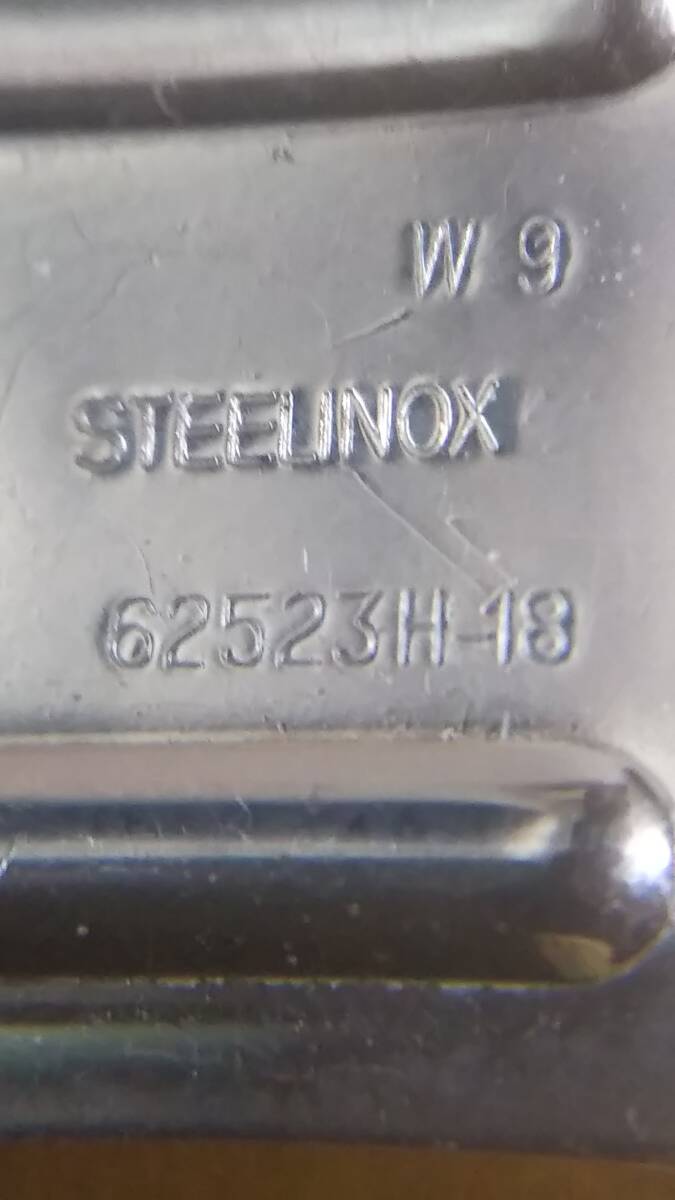 W 9
STEELINOX
62523H-18